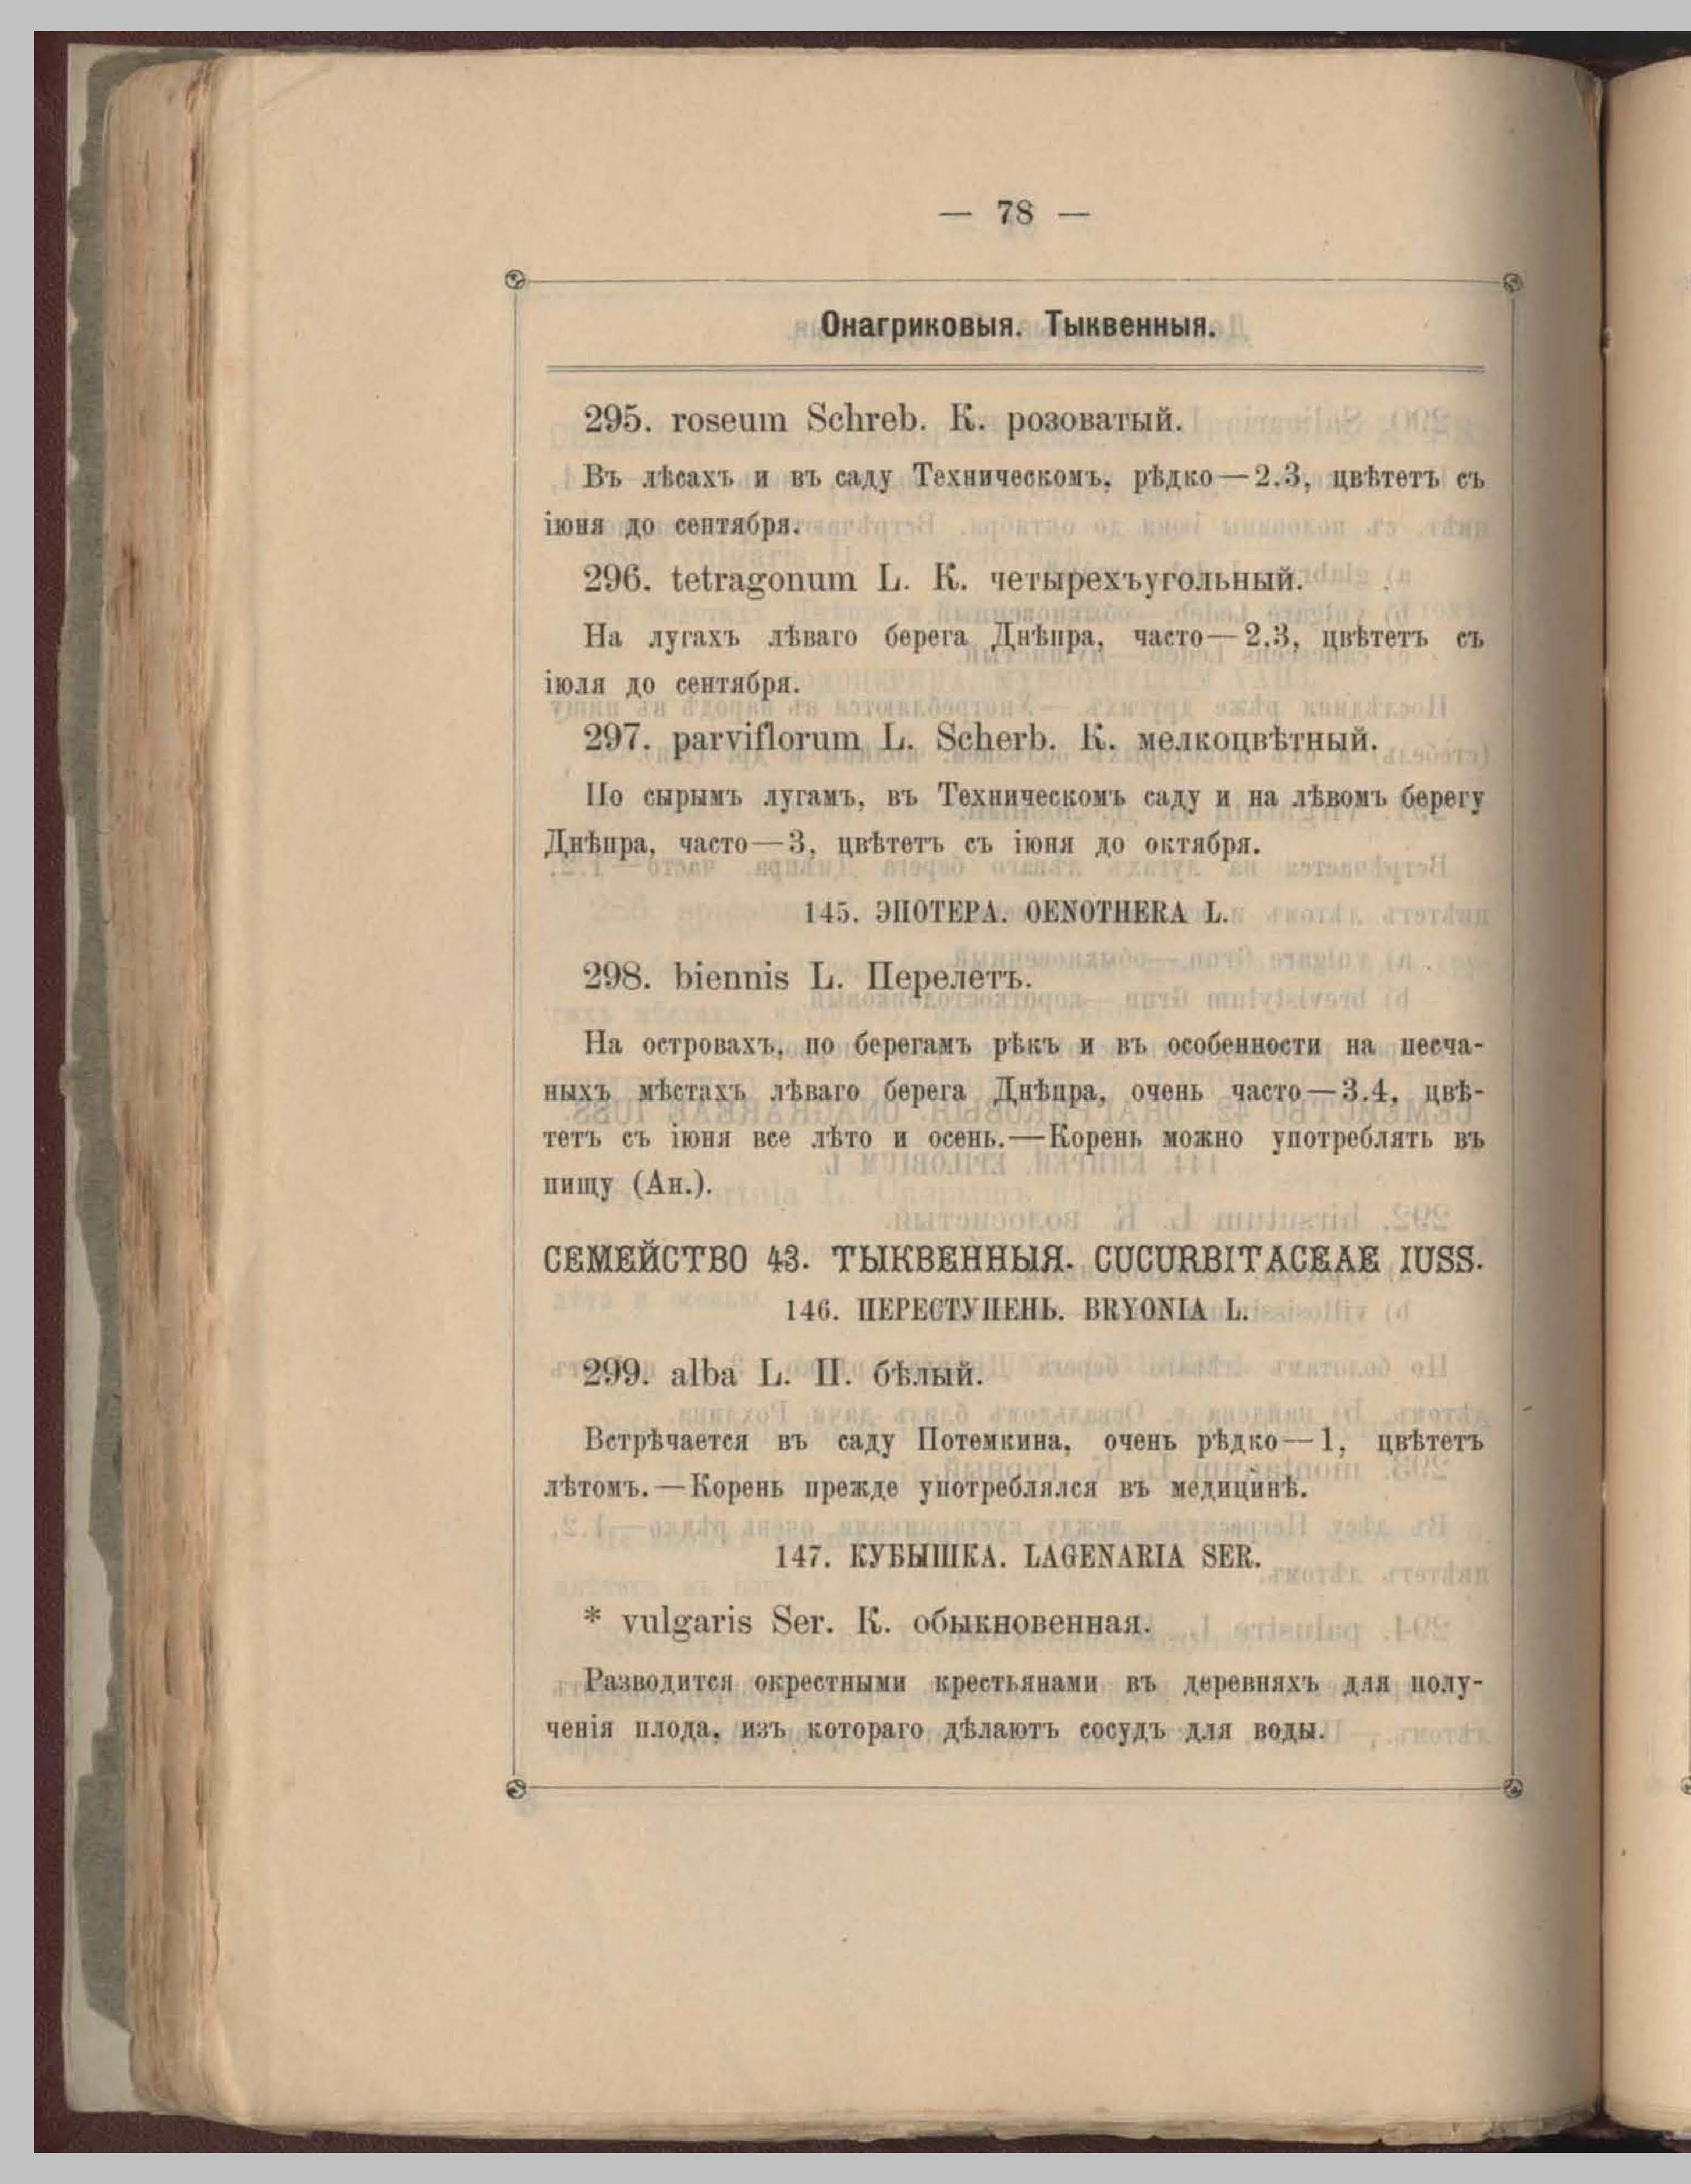 — 78 —
Онагриковыя. Тыквенныя.
295. roseum Schreb. К. розоватый.
Въ лѣсахъ и въ саду Техническомъ, рѣдко—2.3, цвѣтетъ съ
іюня до сентября.
296. tetragonum L. К. четырехъугольный.
На лугахъ лѣваго берега Днѣпра, часто—2.3, цвѣтетъ съ
іюля до сентября.
297. parviflorum L. Scherb. К. мелкоцвѣтный.
По сырымъ лугамъ, въ Техническомъ саду и на лѣвомъ берегу
Днѣпра, часто—3, цвѣтетъ съ іюня до октября.
145. ЭПОТЕРА. OENOTHERA L.
298. biennis L. Перелетъ.
На островахъ, по берегамъ рѣкъ и въ особенности на песча-
ныхъ мѣстахъ лѣваго берега Днѣпра, очень часто—3.4, цвѣ-
тетъ съ іюня все лѣто и осень.—Корень можно употреблять въ
пищу (Ан.).
СЕМЕЙСТВО 43. ТЫКВЕННЫЯ. CUCURBITACEAE IUSS.
146. ПЕРЕСТУПЕНЬ. BRYONIA L.
299. alba L. П. бѣлый.
Встрѣчается въ саду Потемкина, очень рѣдко—1, цвѣтетъ
лѣтомъ.—Корень прежде употреблялся въ медицинѣ.
147. КУБЫШКА. LAGENARIA SER.
* vulgaris Ser. К. обыкновенная.
Разводится окрестными крестьянами въ деревняхъ для полу-
ченія плода, изъ котораго дѣлаютъ сосудъ для воды.